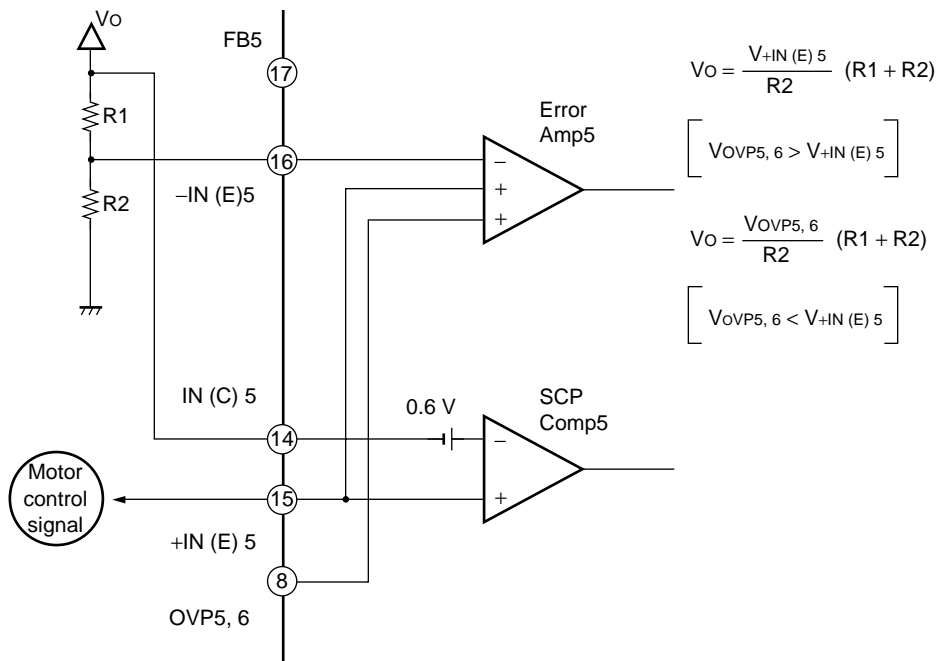 Vo
FB5
17
R1
16
−IN (E)5
R2
Error
Amp5
−
+
+
Vo = V+IN (E) 5 / R2 (R1 + R2)
[ VOVP5, 6 > V+IN (E) 5 ]
Vo = VOVP5, 6 / R2 (R1 + R2)
[ VOVP5, 6 < V+IN (E) 5 ]
IN (C) 5
14
0.6 V
SCP
Comp5
−
+
Motor
control
signal
15
+IN (E) 5
8
OVP5, 6